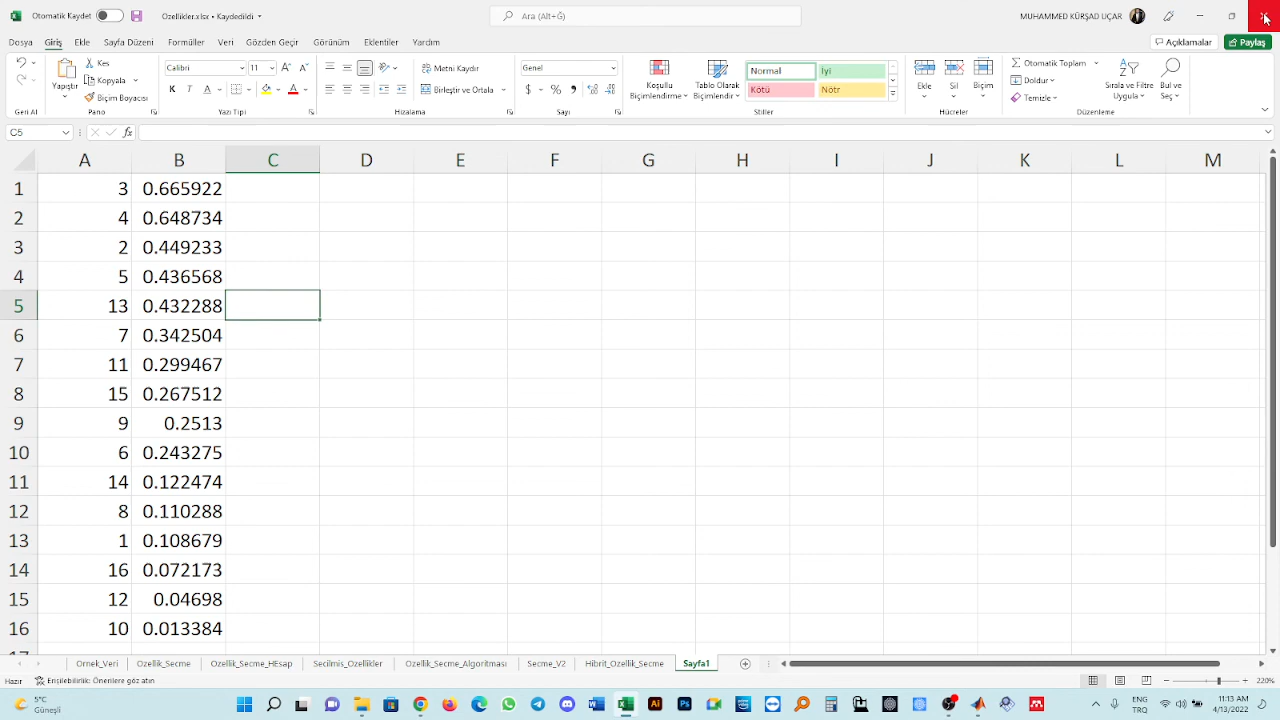 Otomatik Kaydet
Ozellikler.xlsx • Kaydedildi
Ara (Alt+Ğ)
MUHAMMED KÜRŞAD UÇAR
Dosya Giriş Ekle Sayfa Düzeni Formüller Veri Gözden Geçir Görünüm Eklentiler Yardım
Açıklamalar Paylaş
Yapıştır
Kes
Kopyala
Biçim Boyacısı
Calibri 11
K T A
Metni Kaydır
Birleştir ve Ortala
Genel
Koşullu Biçimlendirme
Tablo Olarak Biçimlendir
Normal İyi
Kötü Nötr
Ekle Sil Biçim
Otomatik Toplam
Doldur
Temizle
Sırala ve Filtre Uygula
Bul ve Seç
Geri Al Pano Yazı Tipi Hizalama Sayı Stiller Hücreler Düzenleme
C5 fx
A B C D E F G H I J K L M
1 3 0.665922
2 4 0.648734
3 2 0.449233
4 5 0.436568
5 13 0.432288
6 7 0.342504
7 11 0.299467
8 15 0.267512
9 9 0.2513
10 6 0.243275
11 14 0.122474
12 8 0.110288
13 1 0.108679
14 16 0.072173
15 12 0.04698
16 10 0.013384
17
Ornek_Veri Ozellik_Secme Ozellik_Secme_HEsap Secilmis_Ozellikler Ozellik_Secme_Algoritması Secme_V2 Hibrit_Ozellik_Secme Sayfa1
Hazır Erişilebilirlik: Önerilere göz atın 220%
5°C
Güneşli
ENG
TRQ
11:13 AM
4/13/2022